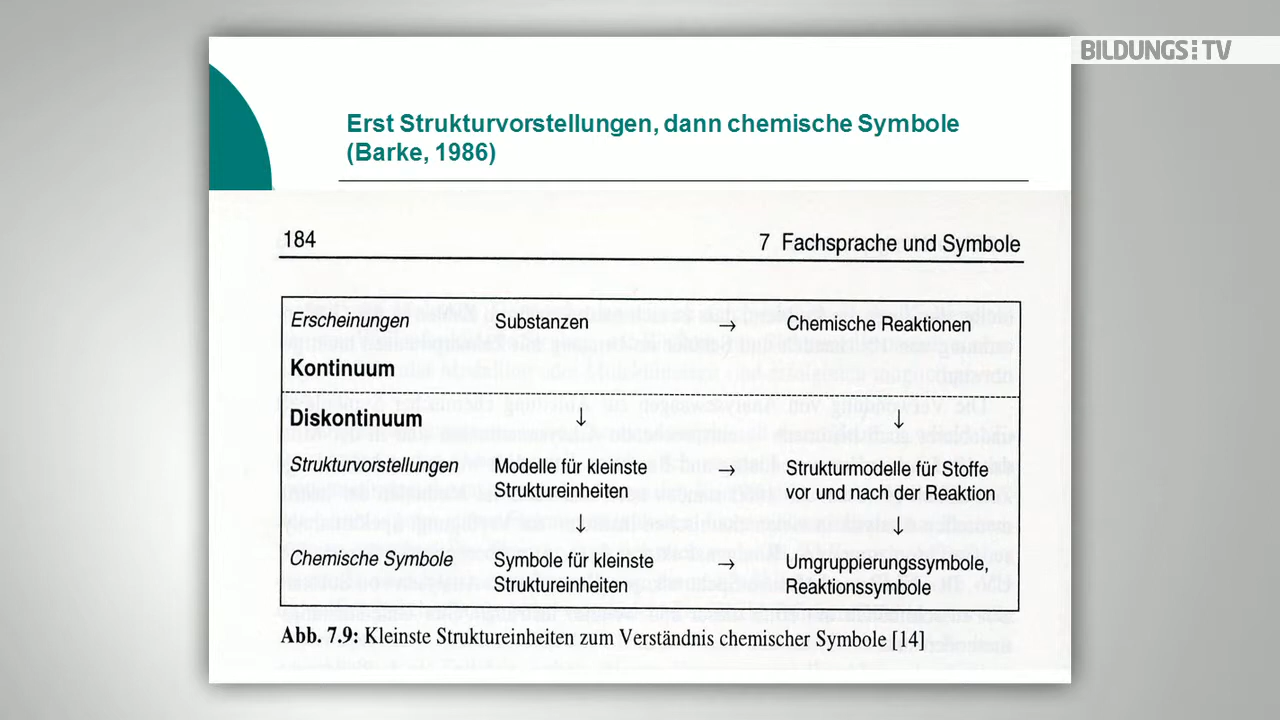 BILDUNGS TV
Erst Strukturvorstellungen, dann chemische Symbole
(Barke, 1986)
184 7 Fachsprache und Symbole
Erscheinungen Substanzen → Chemische Reaktionen
Kontinuum
Diskontinuum ↓ ↓
Strukturvorstellungen Modelle für kleinste → Strukturmodelle für Stoffe
Struktureinheiten vor und nach der Reaktion
↓ ↓
Chemische Symbole Symbole für kleinste → Umgruppierungssymbole,
Struktureinheiten Reaktionssymbole
Abb. 7.9: Kleinste Struktureinheiten zum Verständnis chemischer Symbole [14]